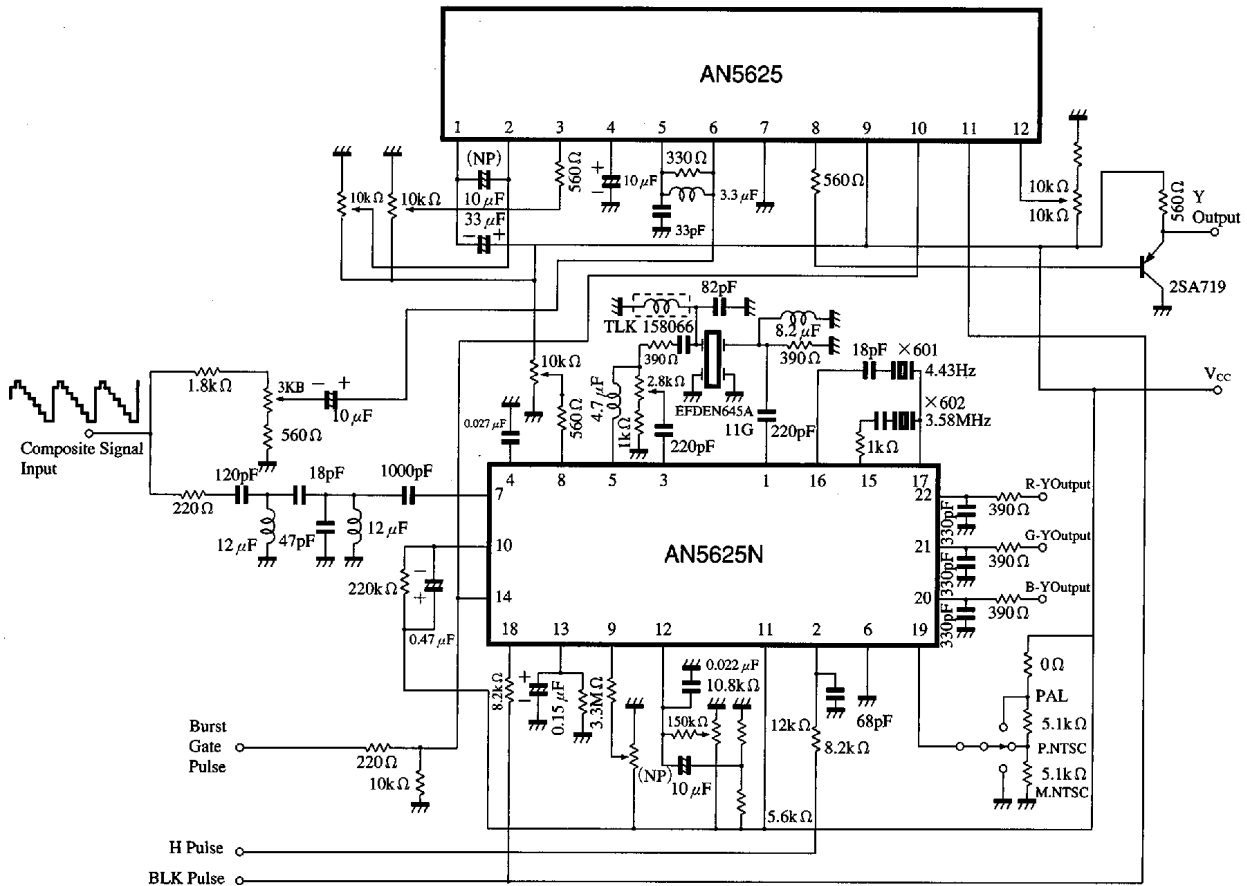 AN5625
1 2 3 4 5 6 7 8 9 10 11 12
(NP)
10μF
33μF
− +
10kΩ
10kΩ
560Ω
+
−
10μF
330Ω
3.3μF
33pF
560Ω
10kΩ
10kΩ
560Ω
Y
Output
2SA719
82pF
TLK 158066
8.2μF
390Ω
390Ω
18pF
×601
4.43Hz
×602
3.58MHz
1kΩ
VCC
1.8kΩ
3KB
− +
10μF
560Ω
Composite Signal
Input
10kΩ
560Ω
0.027μF
4.7μF
2.8kΩ
1kΩ
220pF
EFDEN645A
11G
220pF
120pF
18pF
1000pF
220Ω
12μF
47pF
12μF
4 8 5 3 1 16 15 17
7
10
14
22
21
20
AN5625N
18 13 9 12 11 2 6 19
R-YOutput
330pF
390Ω
G-YOutput
330pF
390Ω
B-YOutput
330pF
390Ω
220kΩ
−
+
0.47μF
8.2kΩ
+
−
0.15μF
3.3MΩ
0.022μF
10.8kΩ
150kΩ
(NP)
10μF
12kΩ
8.2kΩ
68pF
5.6kΩ
0Ω
PAL
5.1kΩ
P.NTSC
5.1kΩ
M.NTSC
Burst
Gate
Pulse
220Ω
10kΩ
H Pulse
BLK Pulse